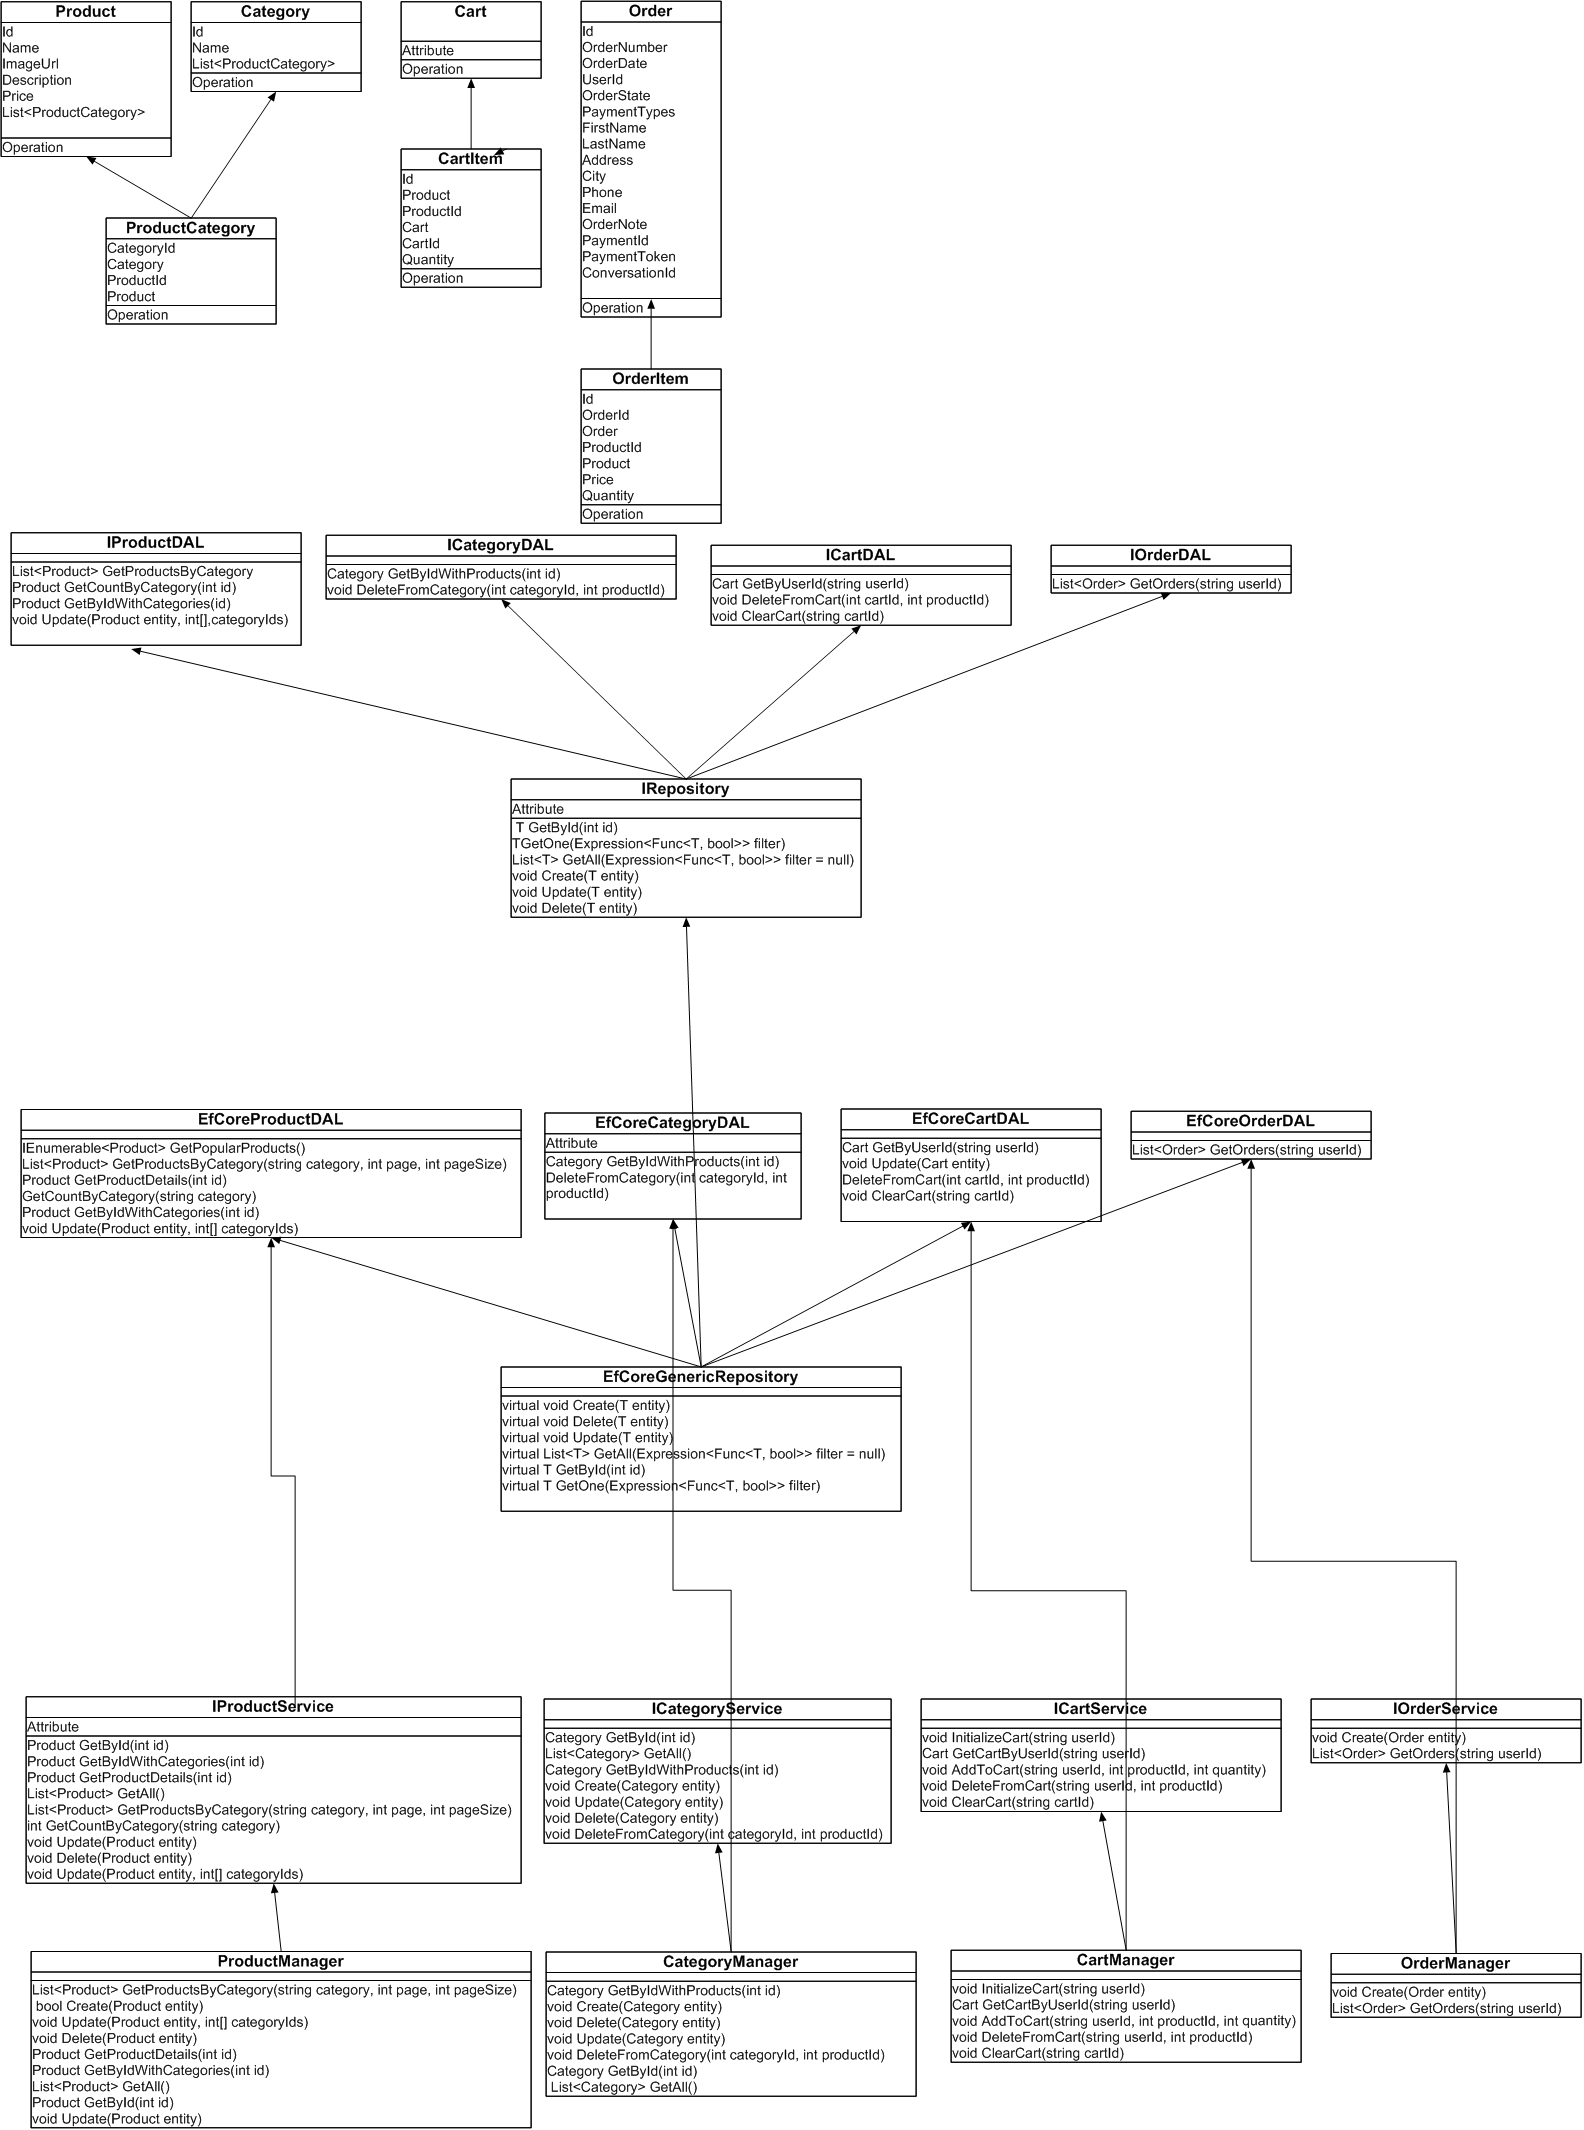 Product
Id
Name
ImageUrl
Description
Price
List<ProductCategory>
Operation
Category
Id
Name
List<ProductCategory>
Operation
Cart
Attribute
Operation
Order
Id
OrderNumber
OrderDate
UserId
OrderState
PaymentTypes
FirstName
LastName
Address
City
Phone
Email
OrderNote
PaymentId
PaymentToken
ConversationId
Operation
ProductCategory
CategoryId
Category
ProductId
Product
Operation
CartItem
Id
Product
ProductId
Cart
CartId
Quantity
Operation
OrderItem
Id
OrderId
Order
ProductId
Product
Price
Quantity
Operation
IProductDAL
List<Product> GetProductsByCategory
Product GetCountByCategory(int id)
Product GetByIdWithCategories(id)
void Update(Product entity, int[],categoryIds)
ICategoryDAL
Category GetByIdWithProducts(int id)
void DeleteFromCategory(int categoryId, int productId)
ICartDAL
Cart GetByUserId(string userId)
void DeleteFromCart(int cartId, int productId)
void ClearCart(string cartId)
IOrderDAL
List<Order> GetOrders(string userId)
IRepository
Attribute
T GetById(int id)
TGetOne(Expression<Func<T, bool>> filter)
List<T> GetAll(Expression<Func<T, bool>> filter = null)
void Create(T entity)
void Update(T entity)
void Delete(T entity)
EfCoreProductDAL
IEnumerable<Product> GetPopularProducts()
List<Product> GetProductsByCategory(string category, int page, int pageSize)
Product GetProductDetails(int id)
GetCountByCategory(string category)
Product GetByIdWithCategories(int id)
void Update(Product entity, int[] categoryIds)
EfCoreCategoryDAL
Attribute
Category GetByIdWithProducts(int id)
DeleteFromCategory(int categoryId, int
productId)
EfCoreCartDAL
Cart GetByUserId(string userId)
void Update(Cart entity)
DeleteFromCart(int cartId, int productId)
void ClearCart(string cartId)
EfCoreOrderDAL
List<Order> GetOrders(string userId)
EfCoreGenericRepository
virtual void Create(T entity)
virtual void Delete(T entity)
virtual void Update(T entity)
virtual List<T> GetAll(Expression<Func<T, bool>> filter = null)
virtual T GetById(int id)
virtual T GetOne(Expression<Func<T, bool>> filter)
IProductService
Attribute
Product GetById(int id)
Product GetByIdWithCategories(int id)
Product GetProductDetails(int id)
List<Product> GetAll()
List<Product> GetProductsByCategory(string category, int page, int pageSize)
int GetCountByCategory(string category)
void Update(Product entity)
void Delete(Product entity)
void Update(Product entity, int[] categoryIds)
ICategoryService
Category GetById(int id)
List<Category> GetAll()
Category GetByIdWithProducts(int id)
void Create(Category entity)
void Update(Category entity)
void Delete(Category entity)
void DeleteFromCategory(int categoryId, int productId)
ICartService
void InitializeCart(string userId)
Cart GetCartByUserId(string userId)
void AddToCart(string userId, int productId, int quantity)
void DeleteFromCart(string userId, int productId)
void ClearCart(string cartId)
IOrderService
void Create(Order entity)
List<Order> GetOrders(string userId)
ProductManager
List<Product> GetProductsByCategory(string category, int page, int pageSize)
bool Create(Product entity)
void Update(Product entity, int[] categoryIds)
void Delete(Product entity)
Product GetProductDetails(int id)
Product GetByIdWithCategories(int id)
List<Product> GetAll()
Product GetById(int id)
void Update(Product entity)
CategoryManager
Category GetByIdWithProducts(int id)
void Create(Category entity)
void Delete(Category entity)
void Update(Category entity)
void DeleteFromCategory(int categoryId, int productId)
Category GetById(int id)
List<Category> GetAll()
CartManager
void InitializeCart(string userId)
Cart GetCartByUserId(string userId)
void AddToCart(string userId, int productId, int quantity)
void DeleteFromCart(string userId, int productId)
void ClearCart(string cartId)
OrderManager
void Create(Order entity)
List<Order> GetOrders(string userId)